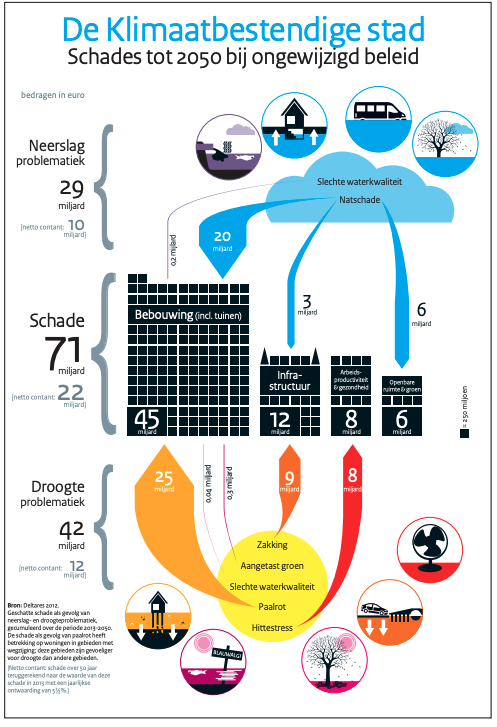 De Klimaatbestendige stad
Schades tot 2050 bij ongewijzigd beleid
bedragen in euro
Neerslag
problematiek
29
miljard
[netto contant: 10
miljard]
Slechte waterkwaliteit
Natschade
0,2 miljard
20
miljard
3
miljard
6
miljard
Schade
71
miljard
[netto contant: 22
miljard]
Bebouwing (incl. tuinen)
45
miljard
Infra-
structuur
12
miljard
Arbeids-
productiviteit
& gezondheid
8
miljard
Openbare
ruimte & groen
6
miljard
= 250 miljoen
Droogte
problematiek
42
miljard
[netto contant: 12
miljard]
25
miljard
0,04 miljard
0,3 miljard
9
miljard
8
miljard
Zakking
Aangetast groen
Slechte waterkwaliteit
Paalrot
Hittestress
BLAUWALG!
Bron: Deltares 2012.
Geschatte schade als gevolg van
neerslag- en droogteproblematiek,
gecumuleerd over de periode 2013-2050.
De schade als gevolg van paalrot heeft
betrekking op woningen in gebieden met
wegzijging; deze gebieden zijn gevoeliger
voor droogte dan andere gebieden.
[Netto contant: schade over 50 jaar
teruggerekend naar de waarde van deze
schade in 2013 met een jaarlijkse
ontwaarding van 5½%.]